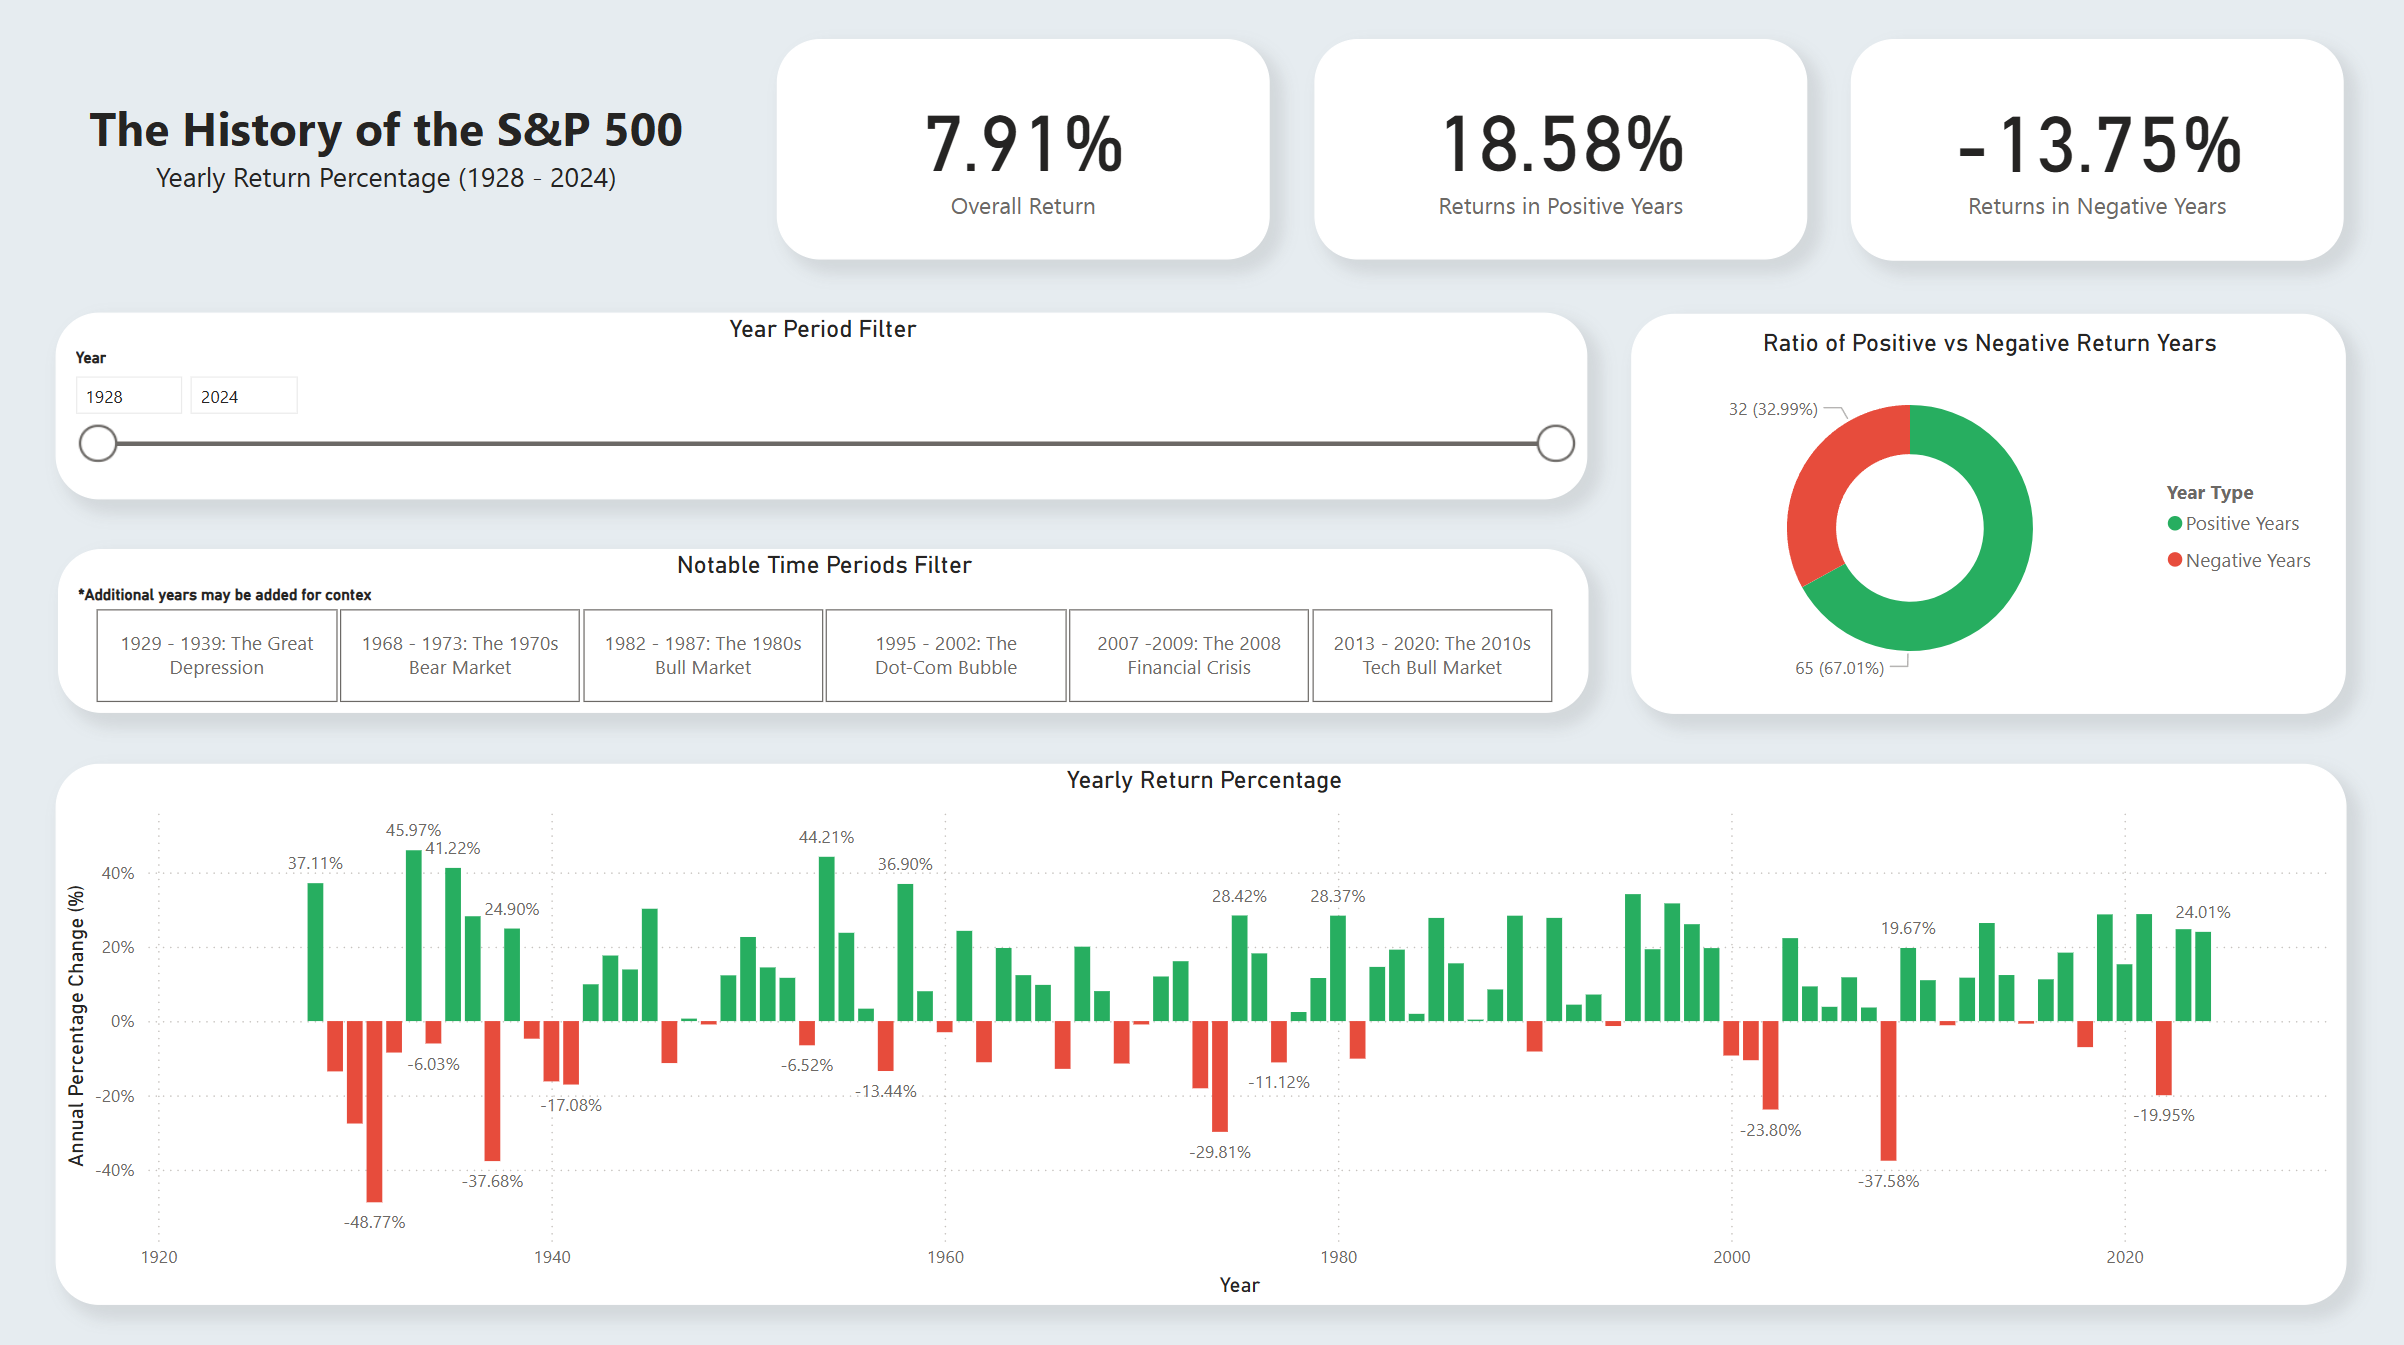 The History of the S&P 500
Yearly Return Percentage (1928 - 2024)
7.91%
Overall Return
18.58%
Returns in Positive Years
-13.75%
Returns in Negative Years
Year Period Filter
Year
1928
2024
Notable Time Periods Filter
*Additional years may be added for contex
1929 - 1939: The Great
Depression
1968 - 1973: The 1970s
Bear Market
1982 - 1987: The 1980s
Bull Market
1995 - 2002: The
Dot-Com Bubble
2007 -2009: The 2008
Financial Crisis
2013 - 2020: The 2010s
Tech Bull Market
Ratio of Positive vs Negative Return Years
32 (32.99%)
65 (67.01%)
Year Type
Positive Years
Negative Years
Yearly Return Percentage
Annual Percentage Change (%)
40%
20%
0%
-20%
-40%
37.11%
45.97%
41.22%
24.90%
44.21%
36.90%
28.42%
28.37%
19.67%
24.01%
-6.03%
-17.08%
-37.68%
-48.77%
-6.52%
-13.44%
-29.81%
-11.12%
-23.80%
-37.58%
-19.95%
1920
1940
1960
1980
2000
2020
Year